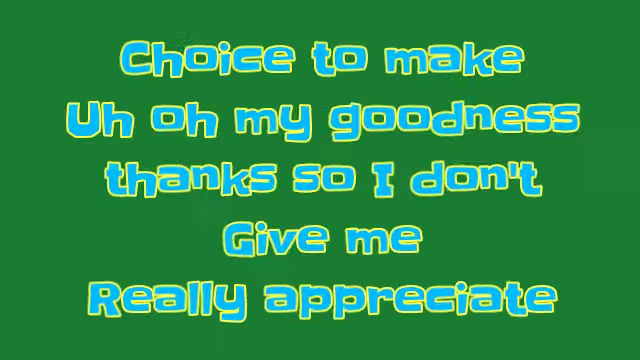 Choice to make
Uh oh my goodness
thanks so I don't
Give me
Really appreciate